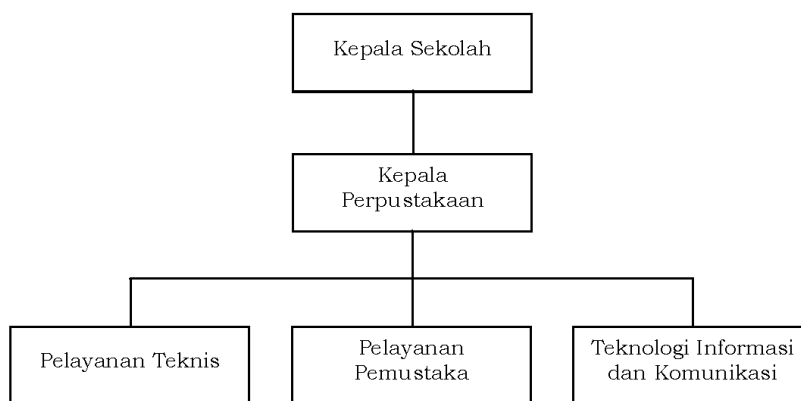 Kepala Sekolah
Kepala
Perpustakaan
Pelayanan Teknis
Pelayanan
Pemustaka
Teknologi Informasi
dan Komunikasi